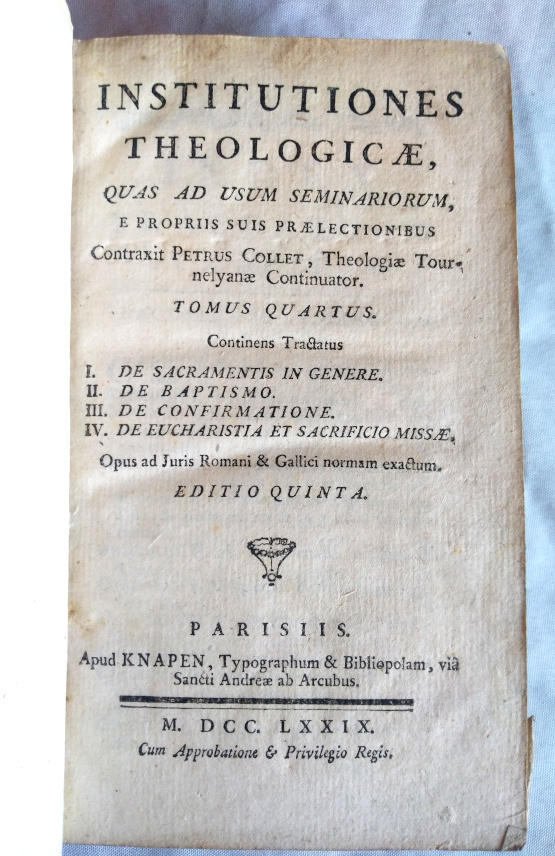 INSTITUTIONES
THEOLOGICÆ,
QUAS AD USUM SEMINARIORUM,
E PROPRIIS SUIS PRÆLECTIONIBUS
Contraxit PETRUS COLLET, Theologiæ Tour-
nelyanæ Continuator.
TOMUS QUARTUS.
Continens Tractatus
I. DE SACRAMENTIS IN GENERE.
II. DE BAPTISMO.
III. DE CONFIRMATIONE.
IV. DE EUCHARISTIA ET SACRIFICIO MISSÆ,
Opus ad Juris Romani & Gallici normam exactum.
EDITIO QUINTA.
PARISIIS.
Apud KNAPEN, Typographum & Bibliopolam, viâ
Sancti Andreæ ab Arcubus.
M. DCC. LXXIX.
Cum Approbatione & Privilegio Regis.